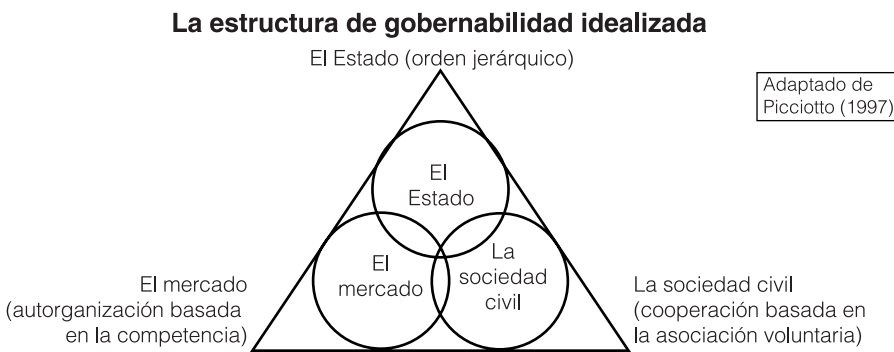 La estructura de gobernabilidad idealizada
El Estado (orden jerárquico)
Adaptado de
Picciotto (1997)
El
Estado
El
mercado
La
sociedad
civil
El mercado
(autorganización basada
en la competencia)
La sociedad civil
(cooperación basada en
la asociación voluntaria)